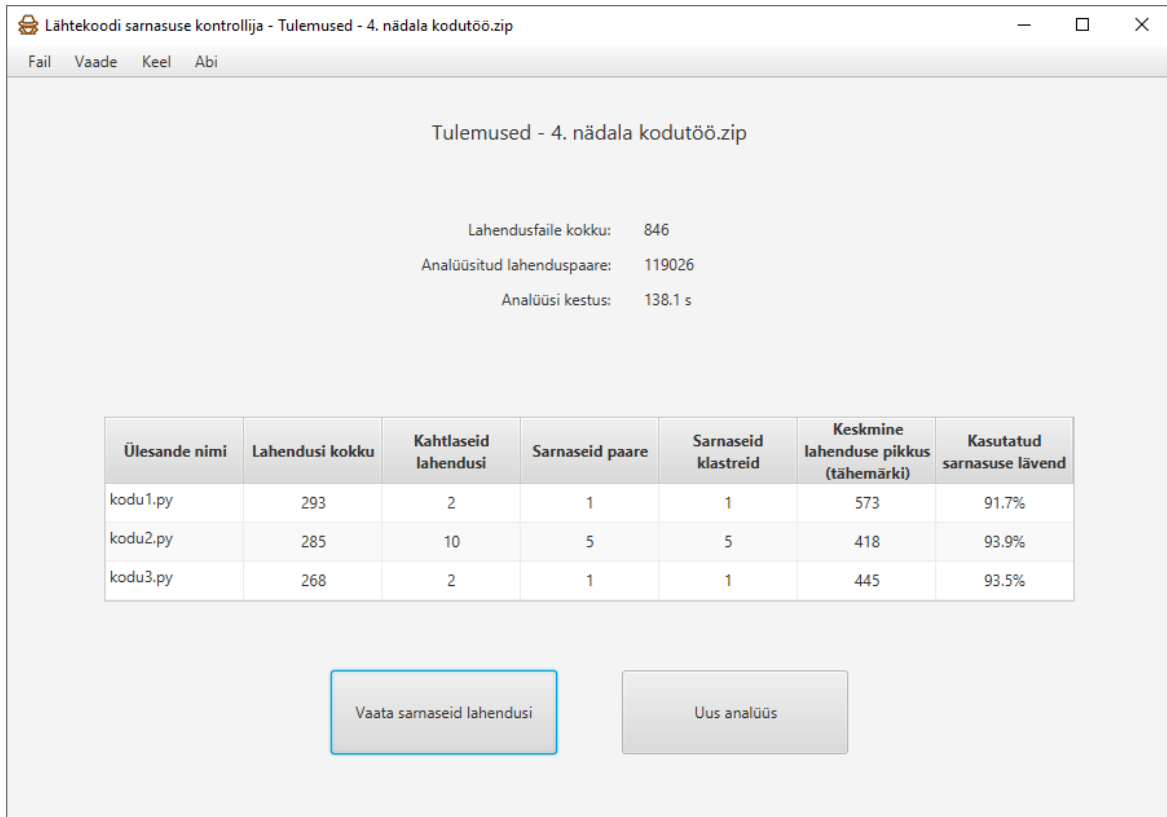 Lähtekoodi sarnasuse kontrollija - Tulemused - 4. nädala kodutöö.zip
Fail Vaade Keel Abi
Tulemused - 4. nädala kodutöö.zip
Lahendusfaile kokku: 846
Analüüsitud lahenduspaare: 119026
Analüüsi kestus: 138.1 s
Ülesande nimi Lahendusi kokku Kahtlaseid lahendusi Sarnaseid paare Sarnaseid klastreid Keskmine lahenduse pikkus (tähemärki) Kasutatud sarnasuse lävend
kodu1.py 293 2 1 1 573 91.7%
kodu2.py 285 10 5 5 418 93.9%
kodu3.py 268 2 1 1 445 93.5%
Vaata sarnaseid lahendusi Uus analüüs